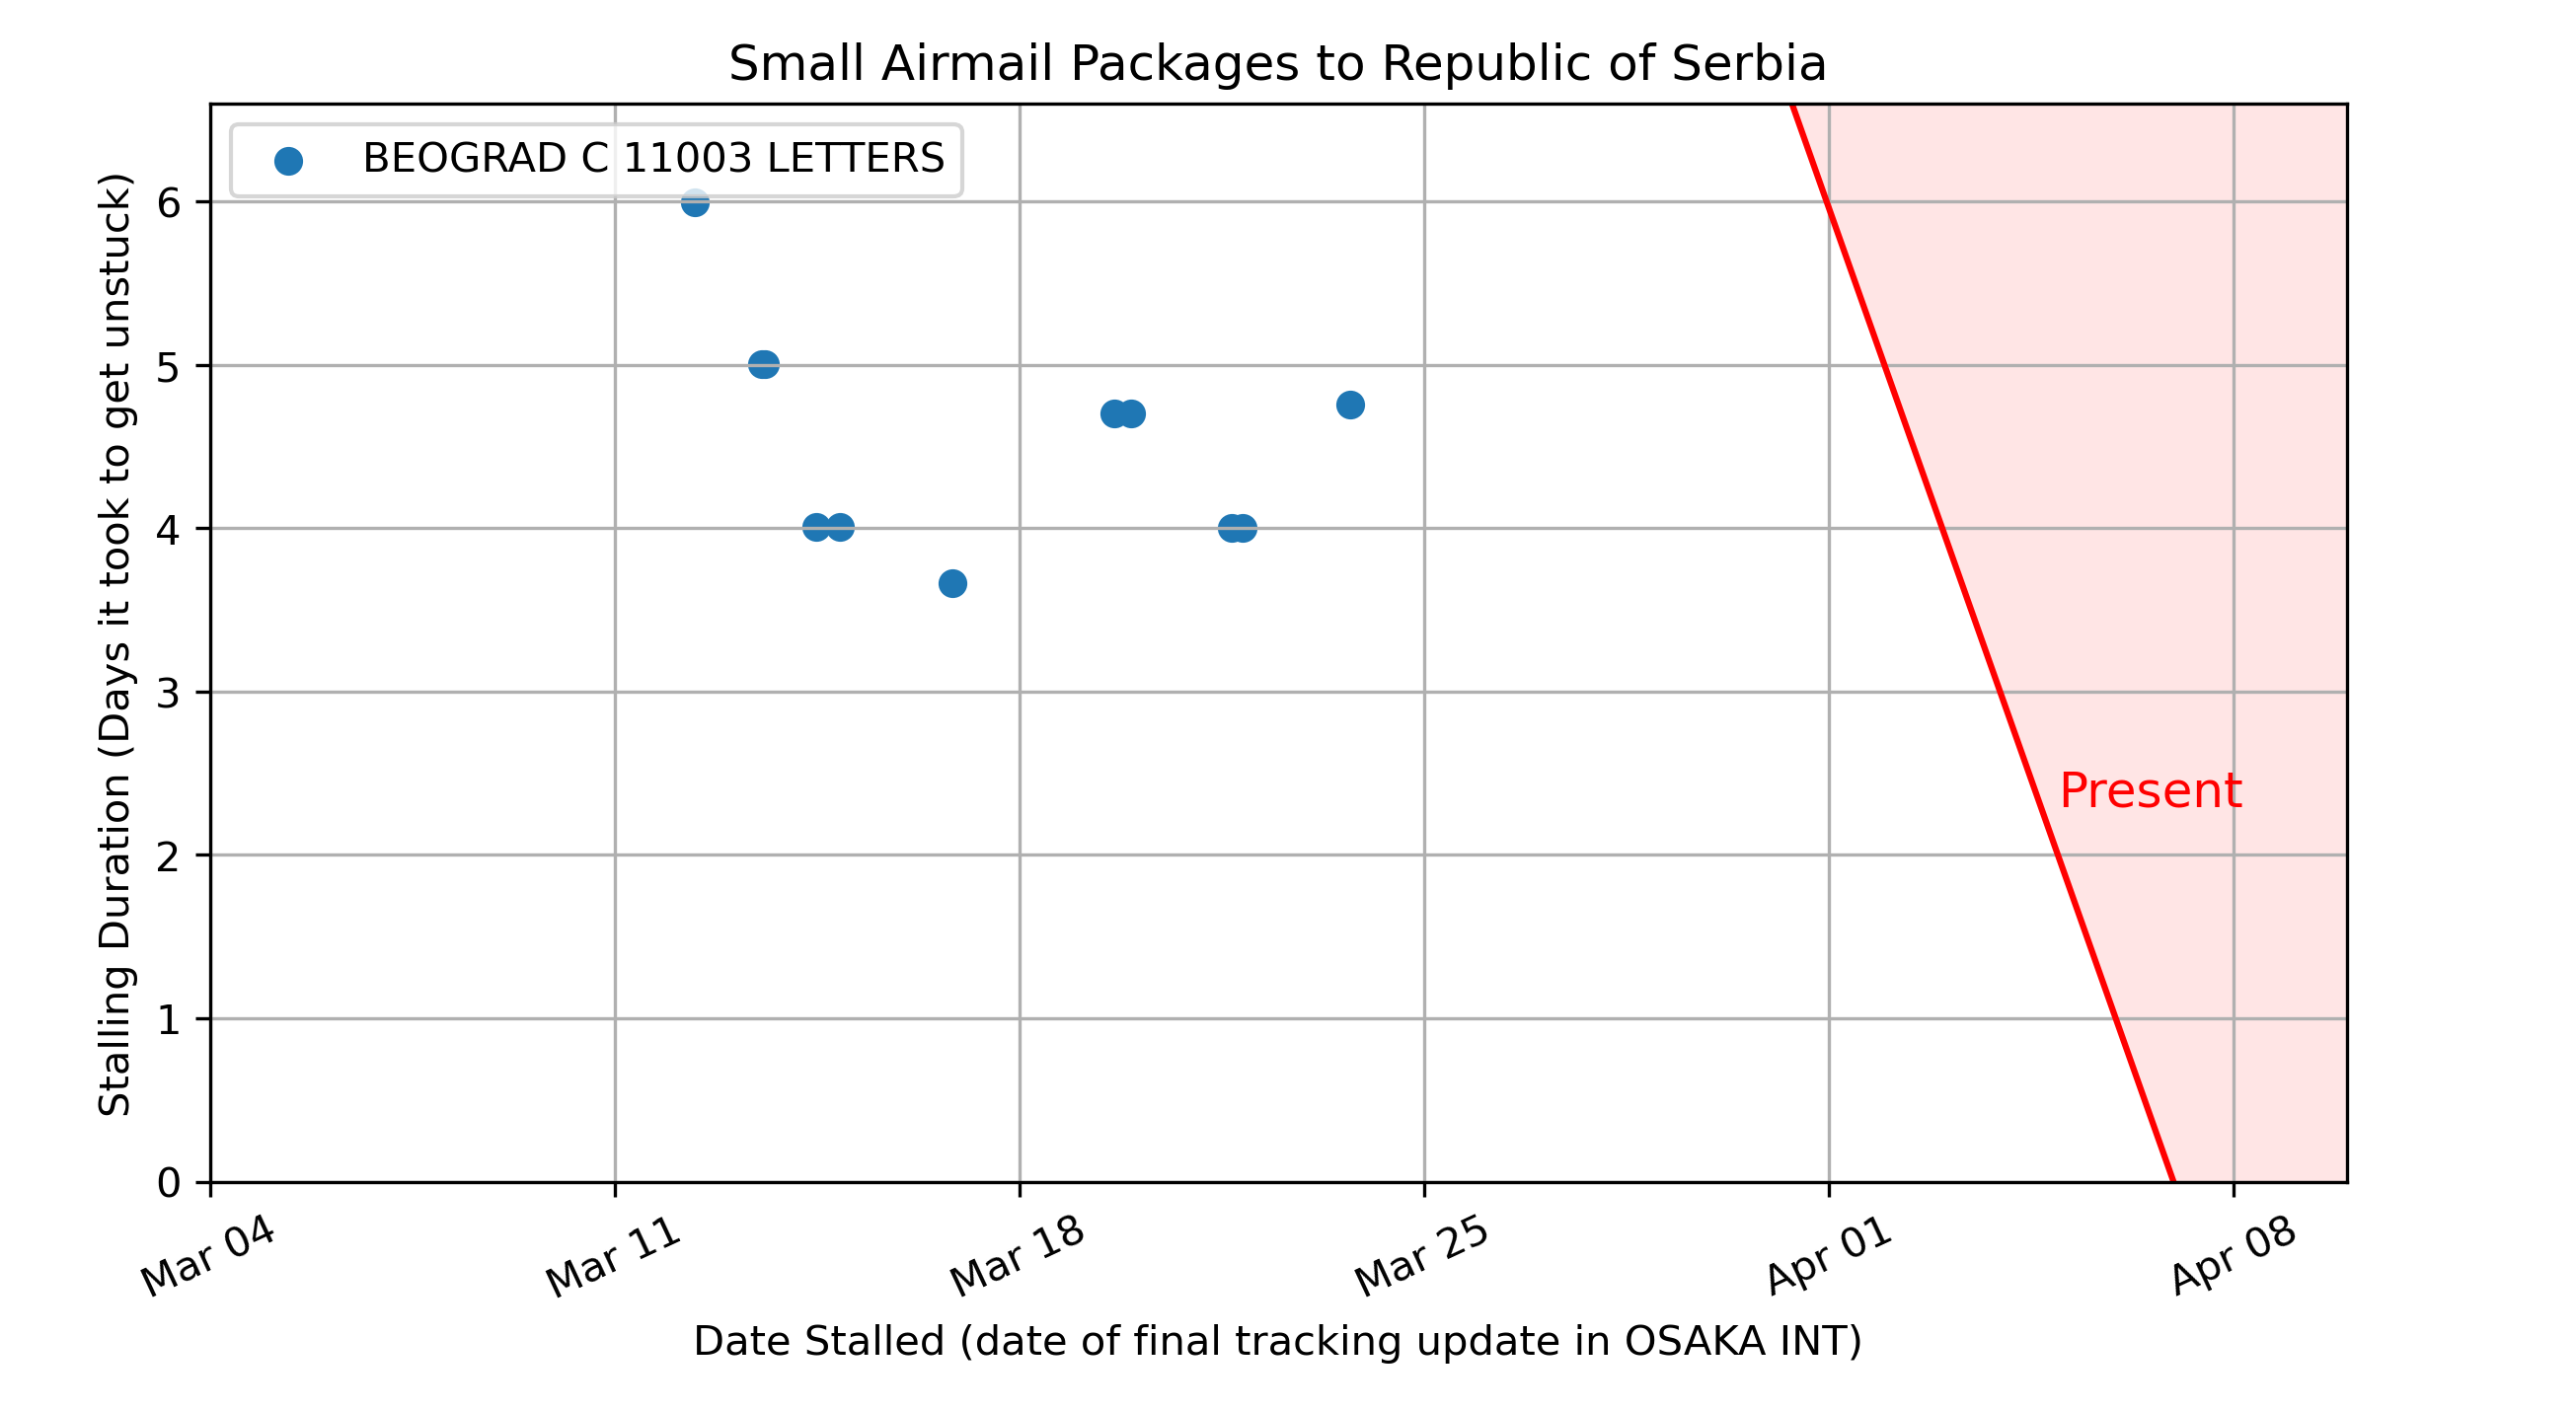 Small Airmail Packages to Republic of Serbia
BEOGRAD C 11003 LETTERS
Stalling Duration (Days it took to get unstuck)
6
5
4
3
2
1
0
Present
Mar 04
Mar 11
Mar 18
Mar 25
Apr 01
Apr 08
Date Stalled (date of final tracking update in OSAKA INT)